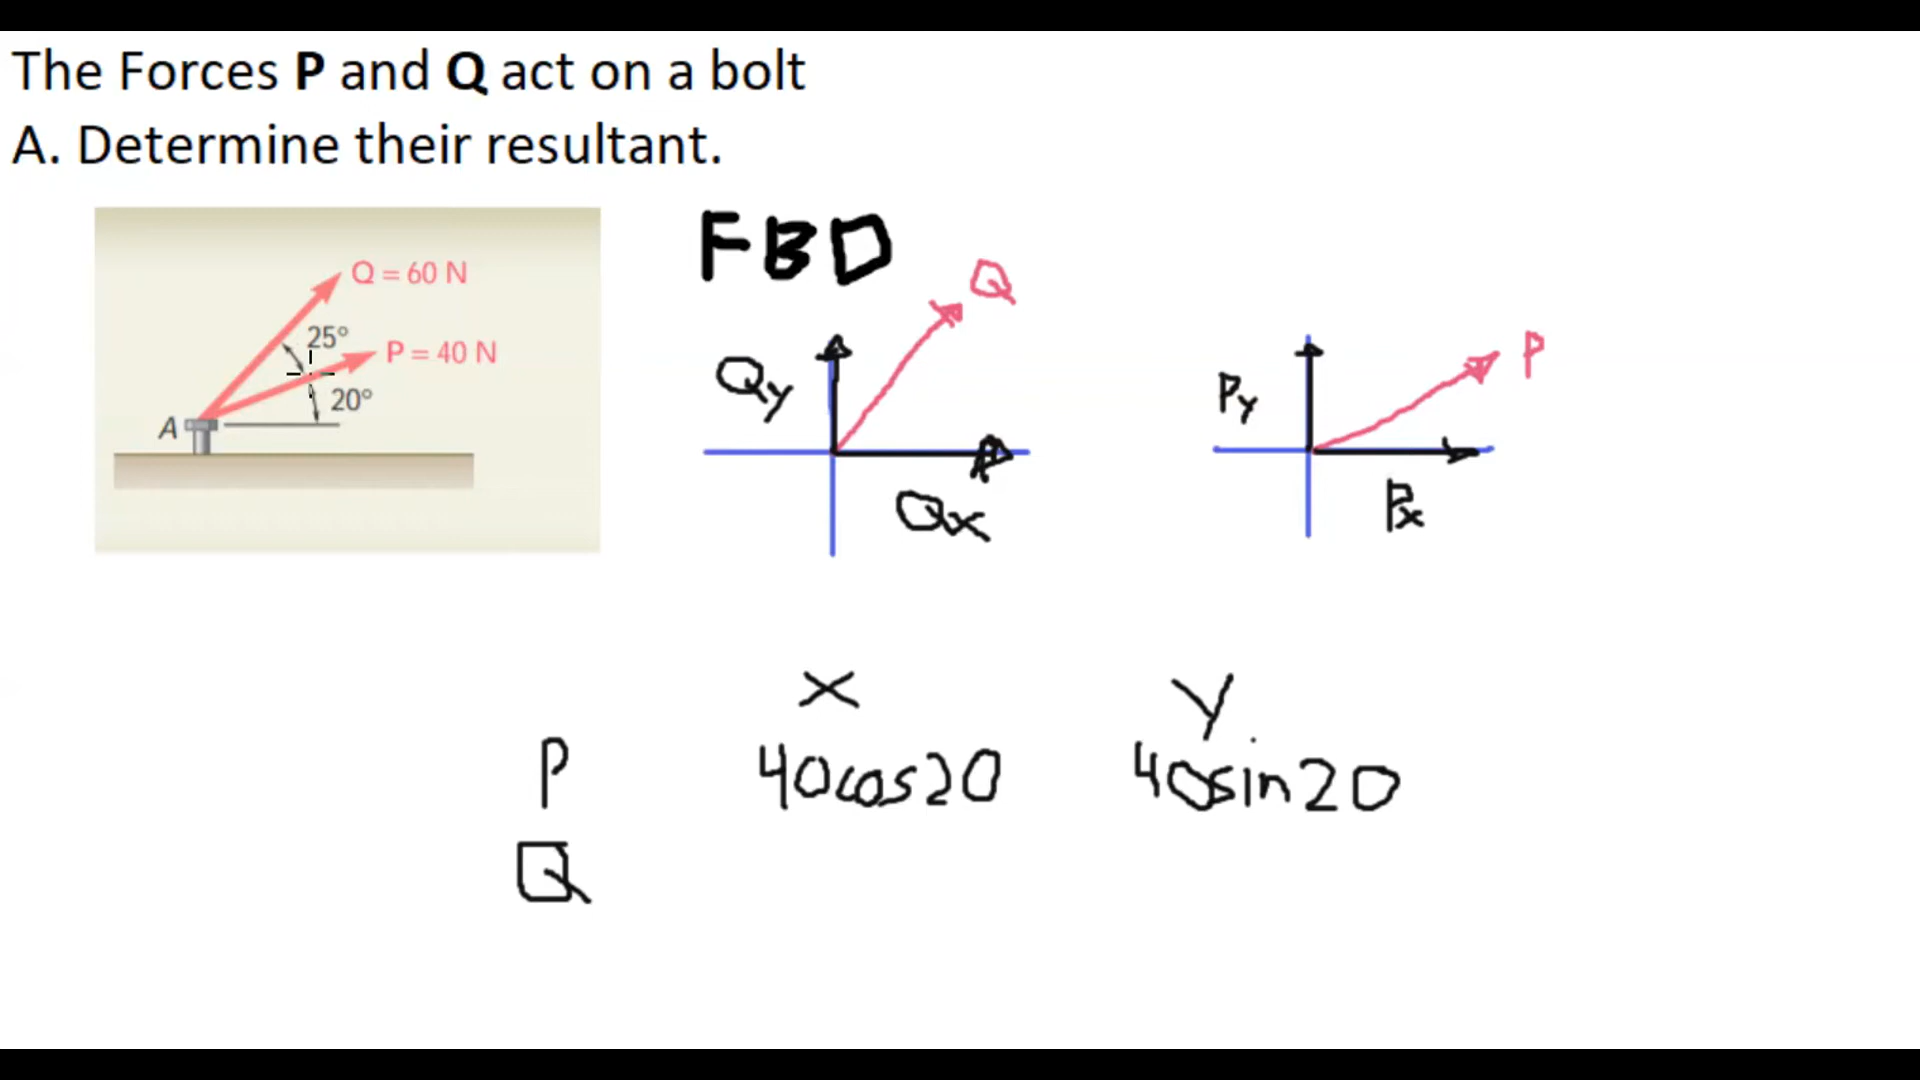 The Forces P and Q act on a bolt
A. Determine their resultant.
FBD
Q
Q = 60 N
25°
P = 40 N
P
Qy
Py
20°
A
Qx
Px
X Y
P 40cos20 40sin20
Q